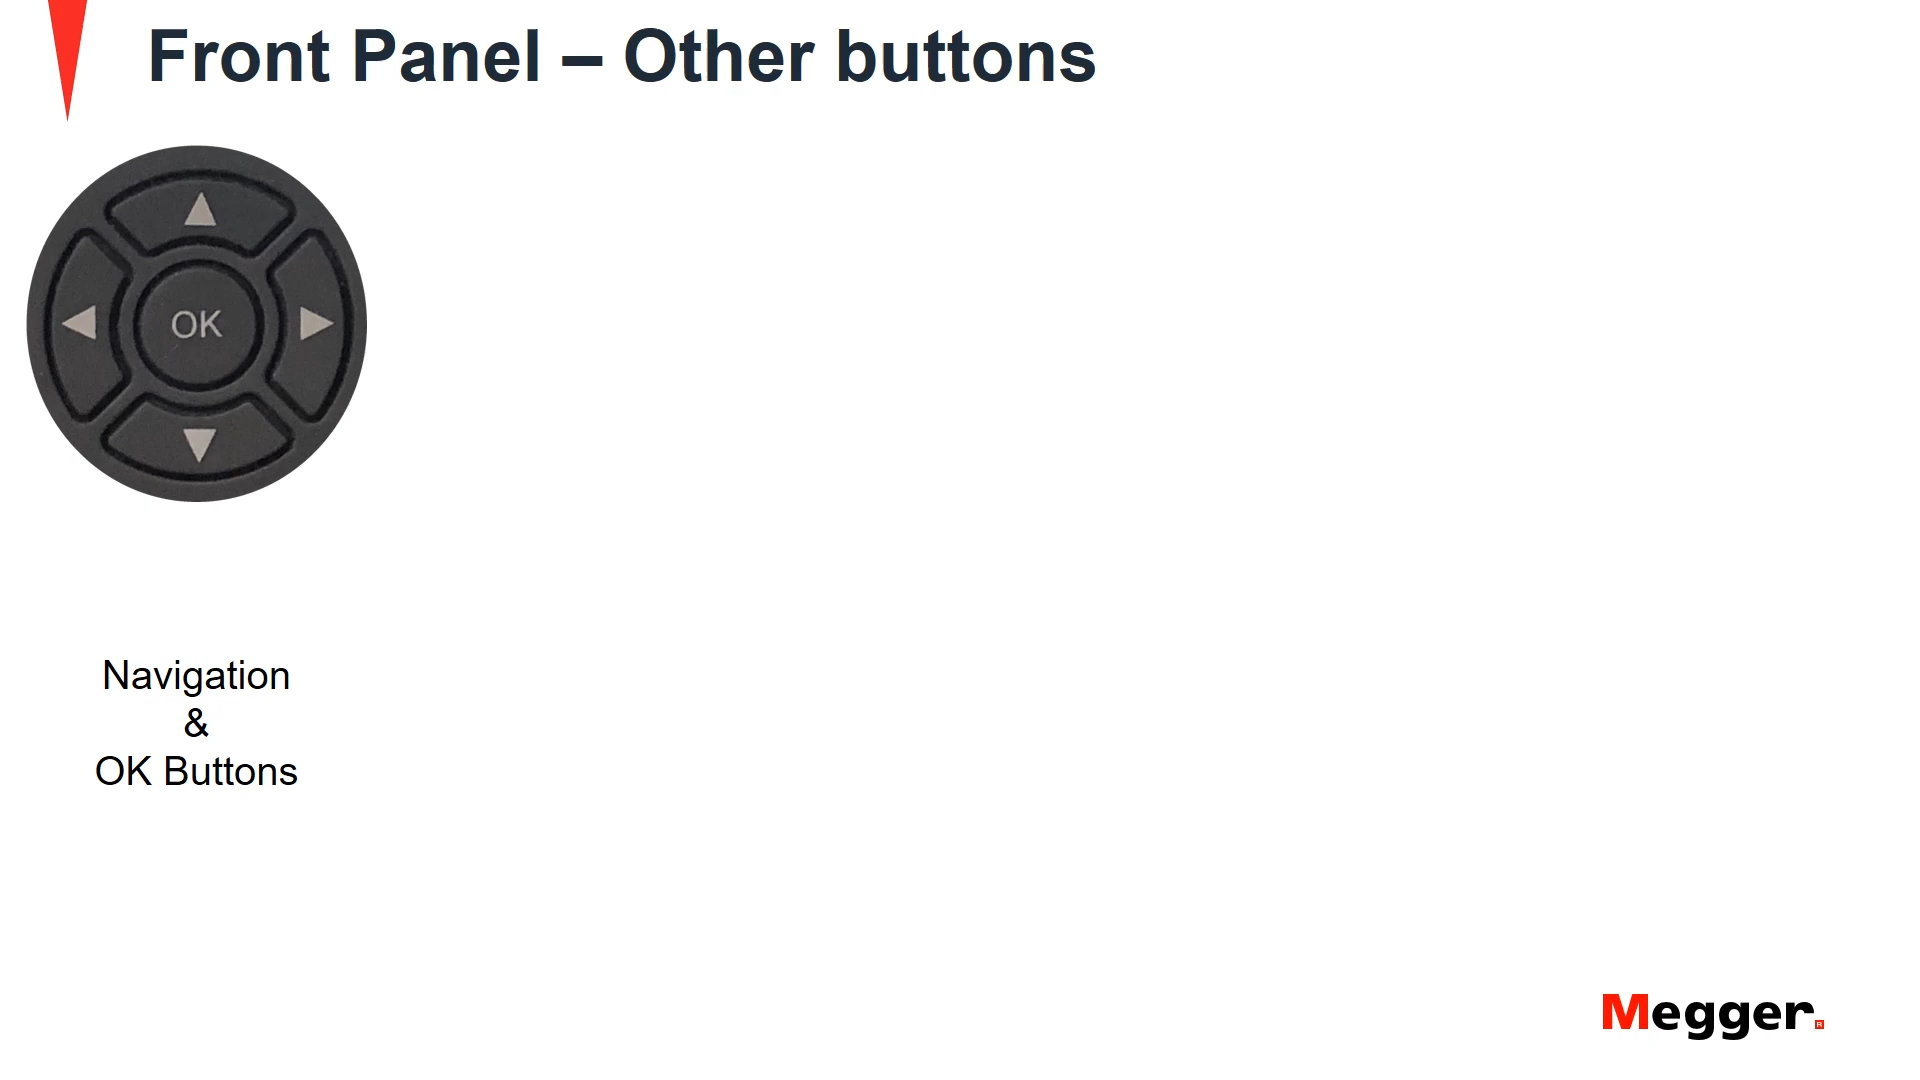 Front Panel – Other buttons
OK
Navigation
&
OK Buttons
Megger